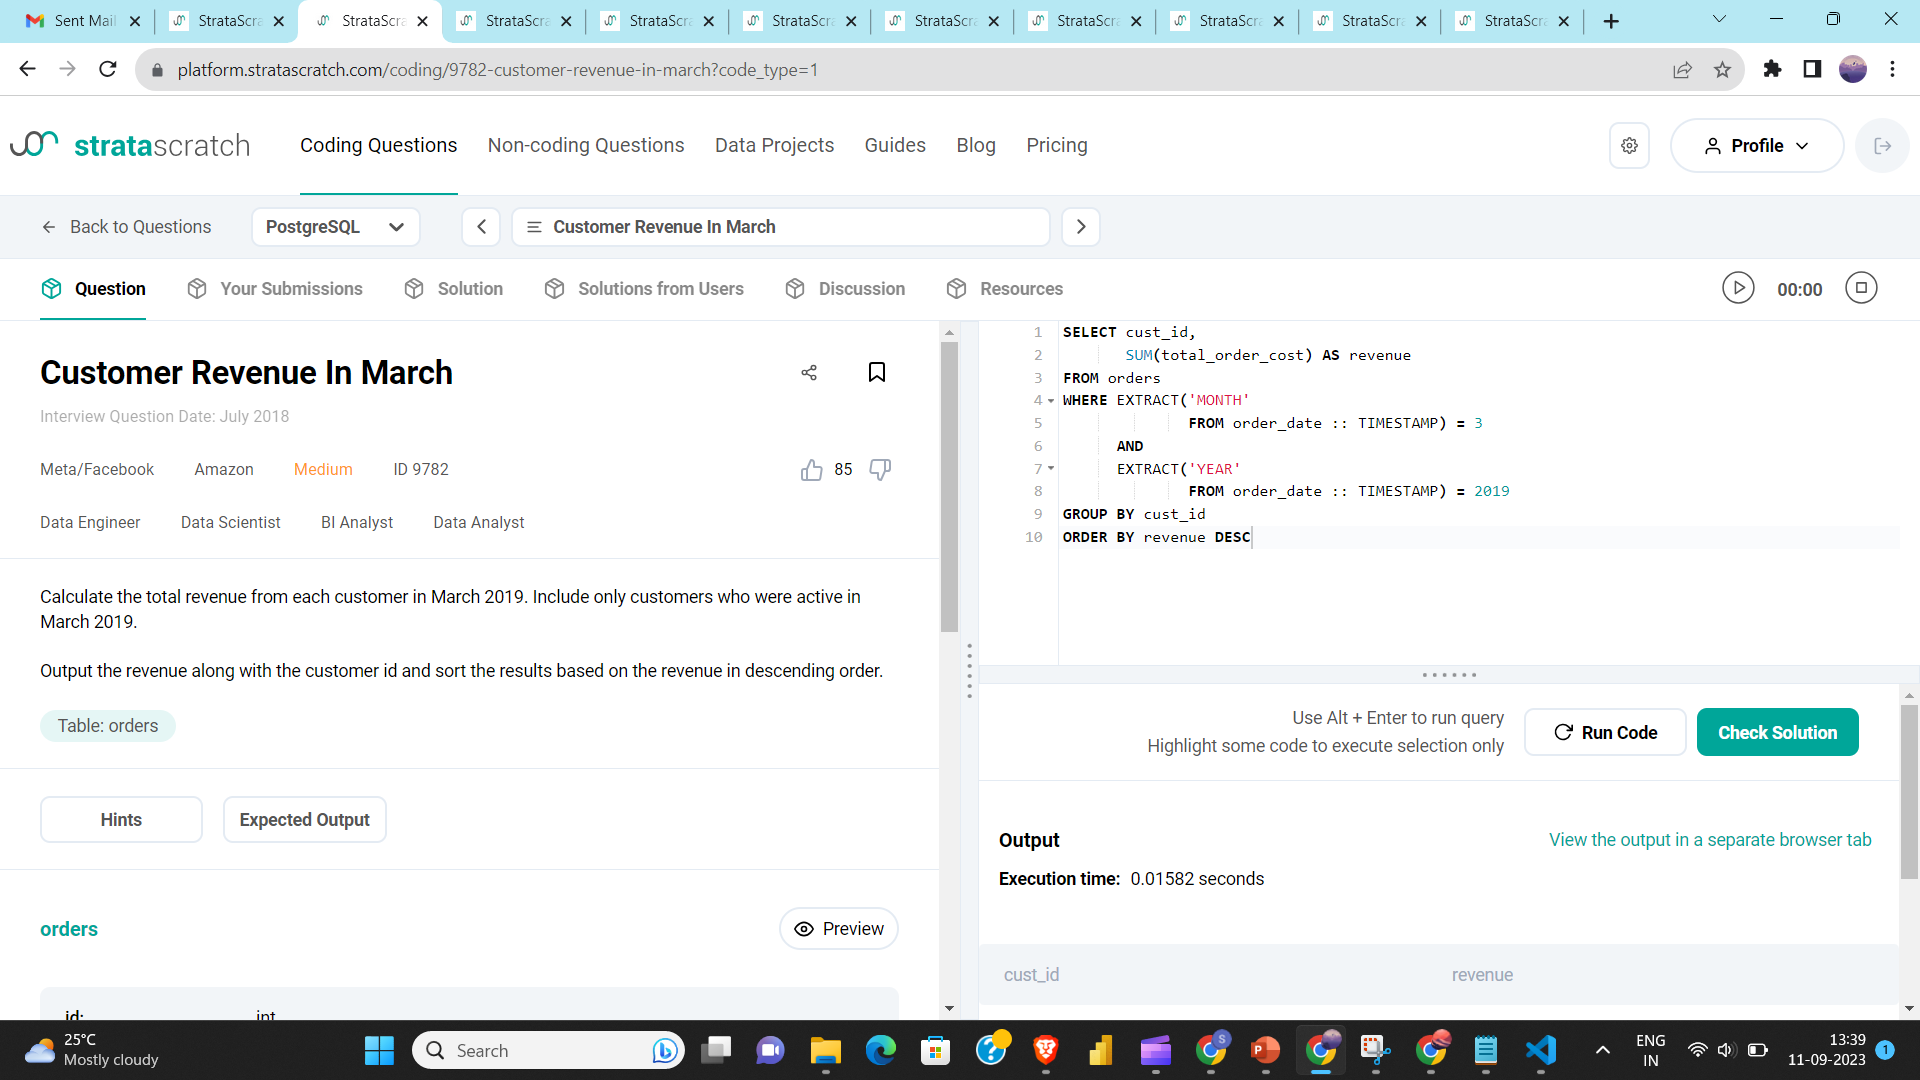 Sent Mail
StrataScra
StrataScra
StrataScra
StrataScra
StrataScra
StrataScra
StrataScra
StrataScra
StrataScra
StrataScra
platform.stratascratch.com/coding/9782-customer-revenue-in-march?code_type=1
stratascratch
Coding Questions
Non-coding Questions
Data Projects
Guides
Blog
Pricing
Profile
Back to Questions
PostgreSQL
Customer Revenue In March
Question
Your Submissions
Solution
Solutions from Users
Discussion
Resources
00:00
Customer Revenue In March
Interview Question Date: July 2018
Meta/Facebook
Amazon
Medium
ID 9782
85
Data Engineer
Data Scientist
BI Analyst
Data Analyst
Calculate the total revenue from each customer in March 2019. Include only customers who were active in
March 2019.
Output the revenue along with the customer id and sort the results based on the revenue in descending order.
Table: orders
Hints
Expected Output
orders
Preview
id:
int
1 SELECT cust_id,
2 SUM(total_order_cost) AS revenue
3 FROM orders
4 WHERE EXTRACT('MONTH'
5 FROM order_date :: TIMESTAMP) = 3
6 AND
7 EXTRACT('YEAR'
8 FROM order_date :: TIMESTAMP) = 2019
9 GROUP BY cust_id
10 ORDER BY revenue DESC
Use Alt + Enter to run query
Highlight some code to execute selection only
Run Code
Check Solution
Output
View the output in a separate browser tab
Execution time: 0.01582 seconds
cust_id
revenue
25°C
Mostly cloudy
Search
S
P
ENG
IN
13:39
11-09-2023
1